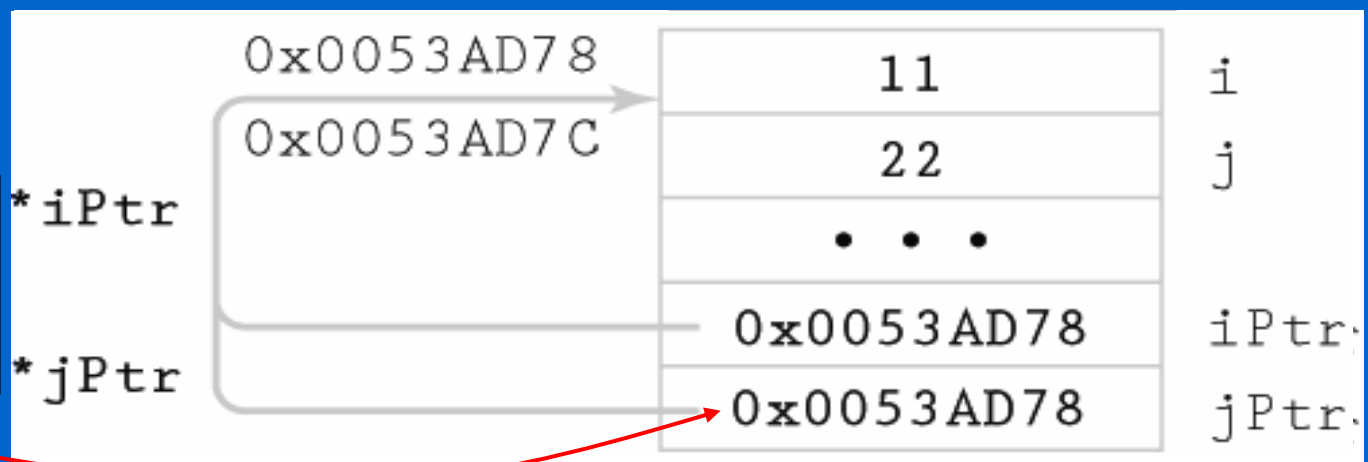 0x0053AD78 11 i
0x0053AD7C 22 j
*iPtr • • •
0x0053AD78 iPtr
*jPtr 0x0053AD78 jPtr